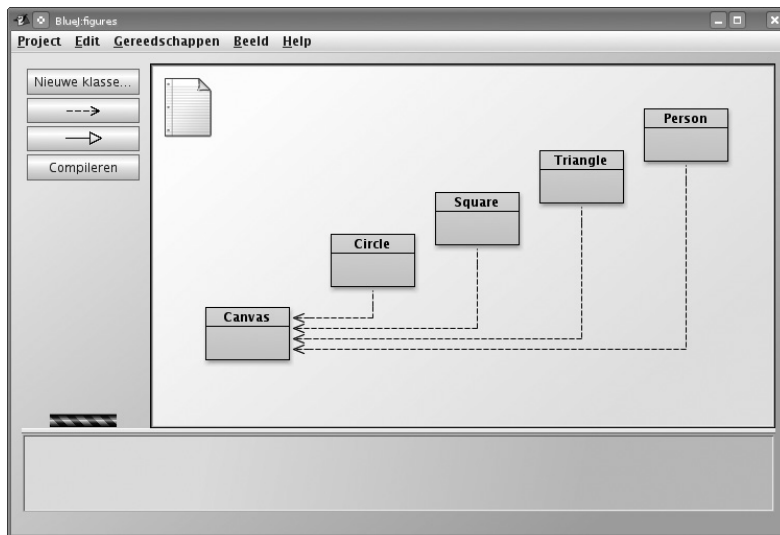 BlueJ:figures
Project Edit Gereedschappen Beeld Help
Nieuwe klasse...
Compileren
Person
Triangle
Square
Circle
Canvas